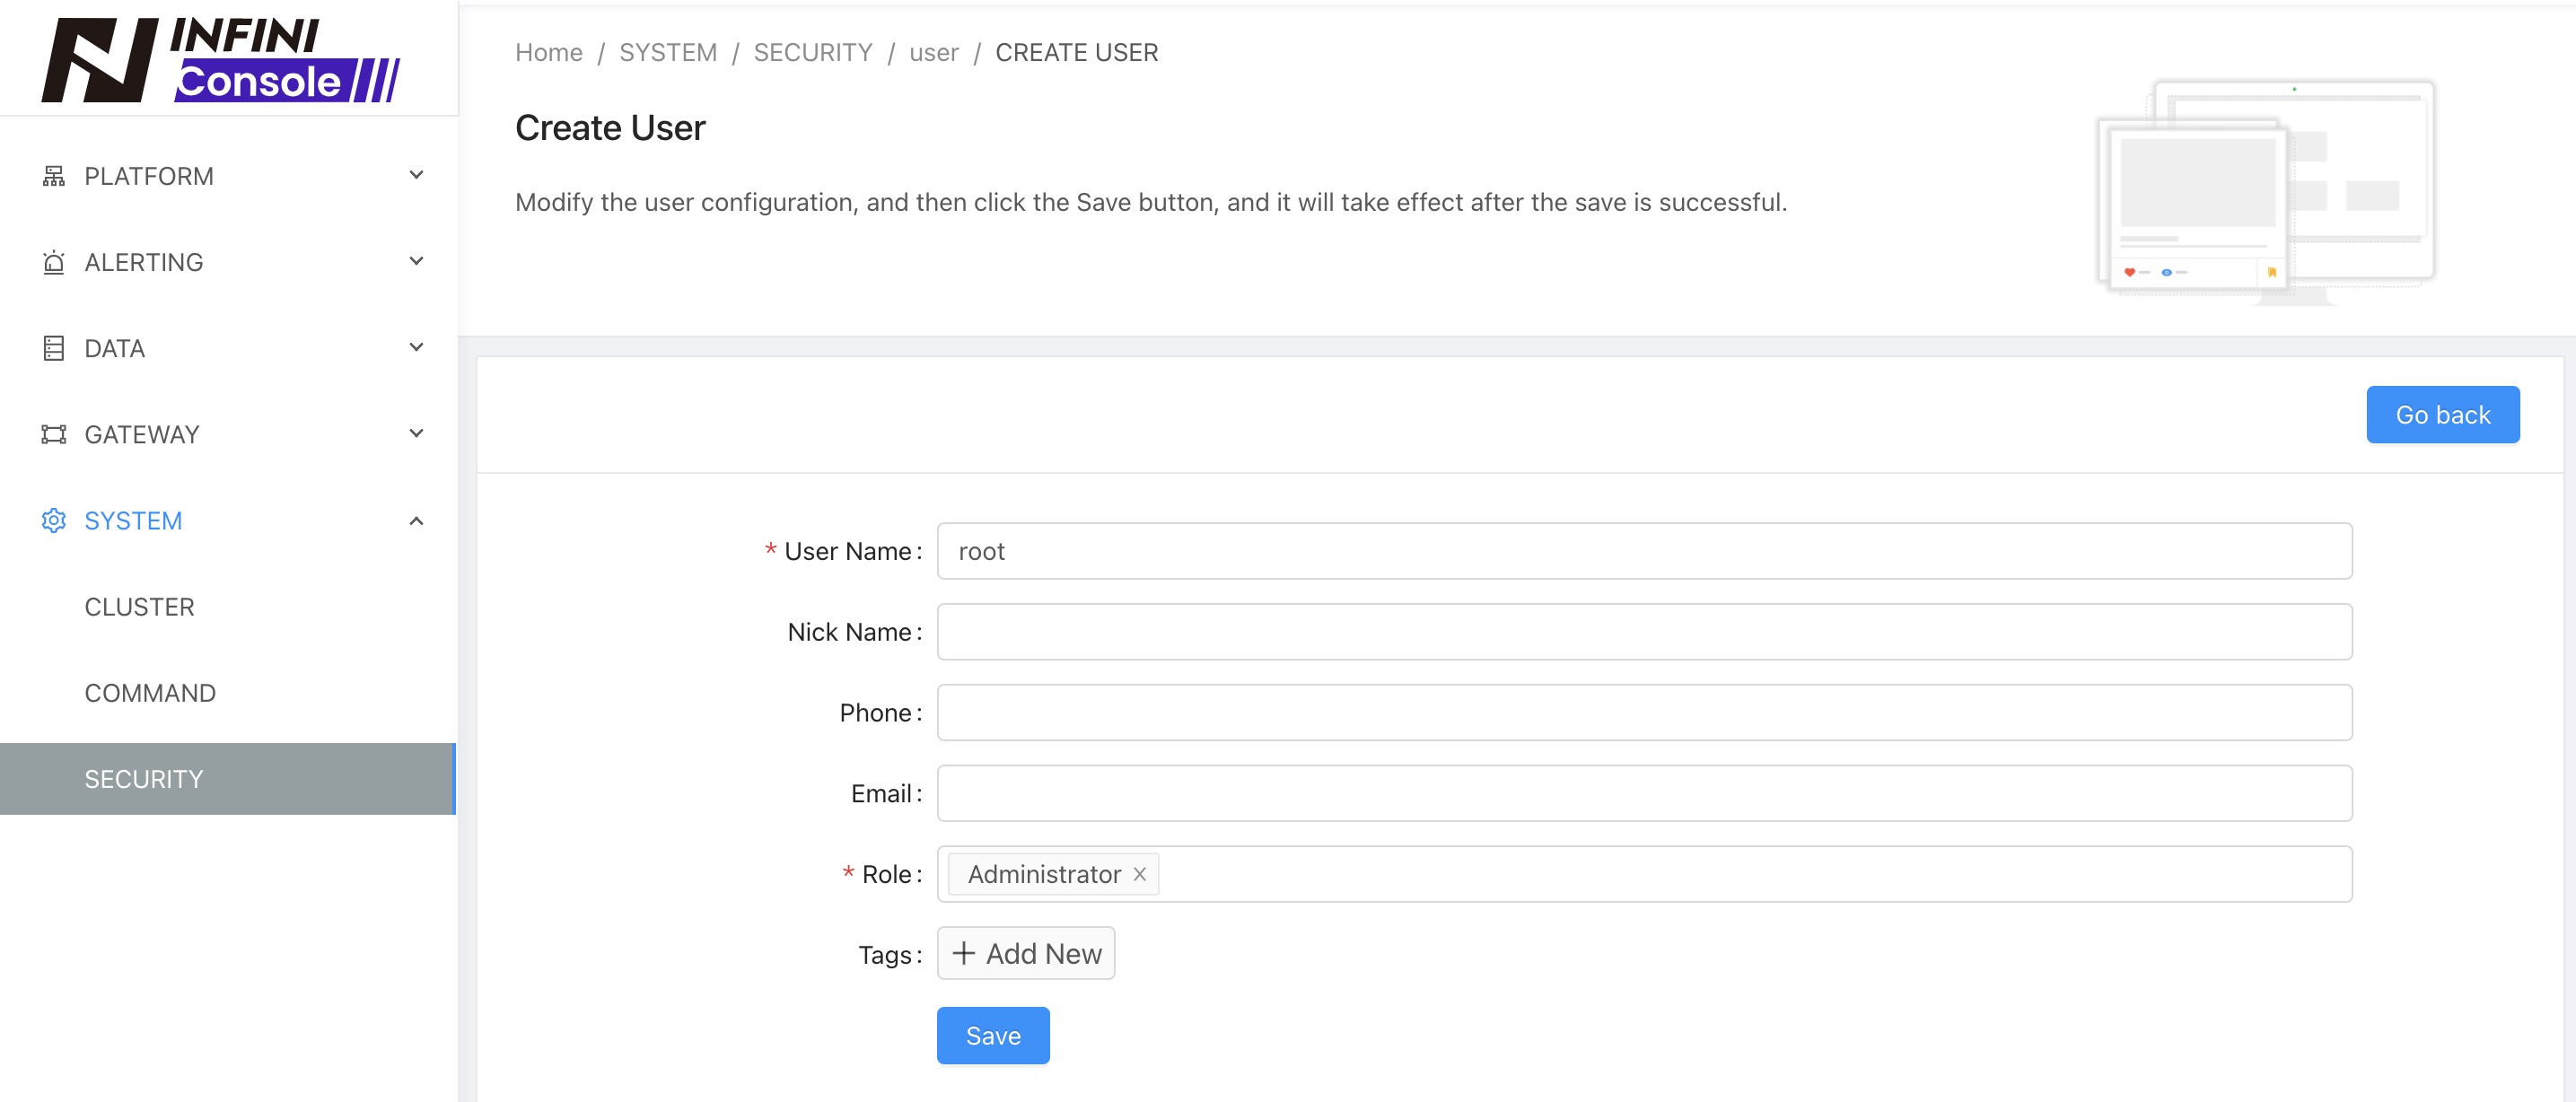 INFINI
Console
PLATFORM
ALERTING
DATA
GATEWAY
SYSTEM
CLUSTER
COMMAND
SECURITY
Home / SYSTEM / SECURITY / user / CREATE USER
Create User
Modify the user configuration, and then click the Save button, and it will take effect after the save is successful.
Go back
* User Name: root
Nick Name:
Phone:
Email:
* Role: Administrator ×
Tags: + Add New
Save